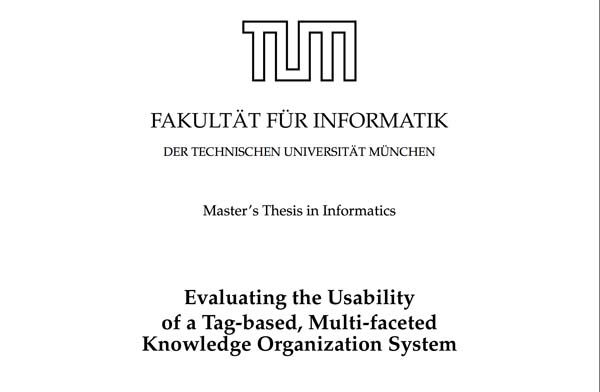 TUM
FAKULTÄT FÜR INFORMATIK
DER TECHNISCHEN UNIVERSITÄT MÜNCHEN
Master's Thesis in Informatics
Evaluating the Usability
of a Tag-based, Multi-faceted
Knowledge Organization System